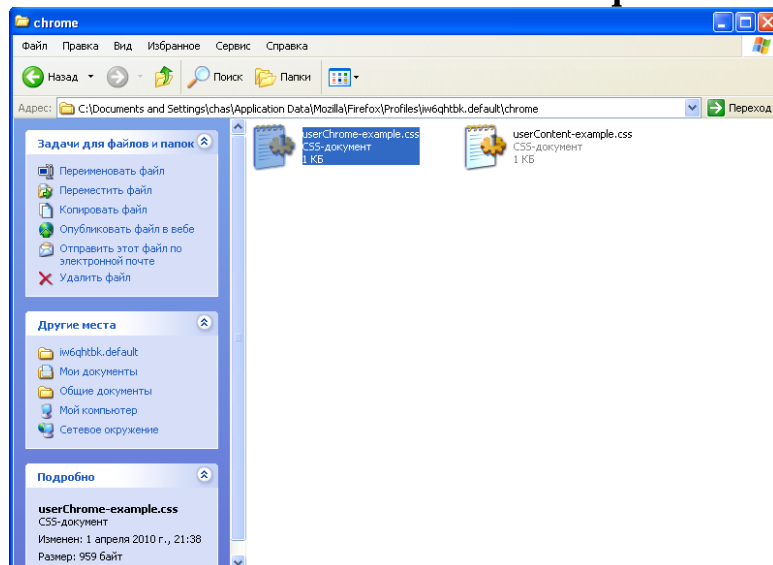 chrome
Файл Правка Вид Избранное Сервис Справка
Назад Поиск Папки
Адрес: C:\Documents and Settings\chas\Application Data\Mozilla\Firefox\Profiles\iw6qhtbk.default\chrome Переход
Задачи для файлов и папок
Переименовать файл
Переместить файл
Копировать файл
Опубликовать файл в вебе
Отправить этот файл по
электронной почте
Удалить файл
Другие места
iw6qhtbk.default
Мои документы
Общие документы
Мой компьютер
Сетевое окружение
Подробно
userChrome-example.css
CSS-документ
Изменен: 1 апреля 2010 г., 21:38
Размер: 959 байт
userChrome-example.css
CSS-документ
1 КБ
userContent-example.css
CSS-документ
1 КБ